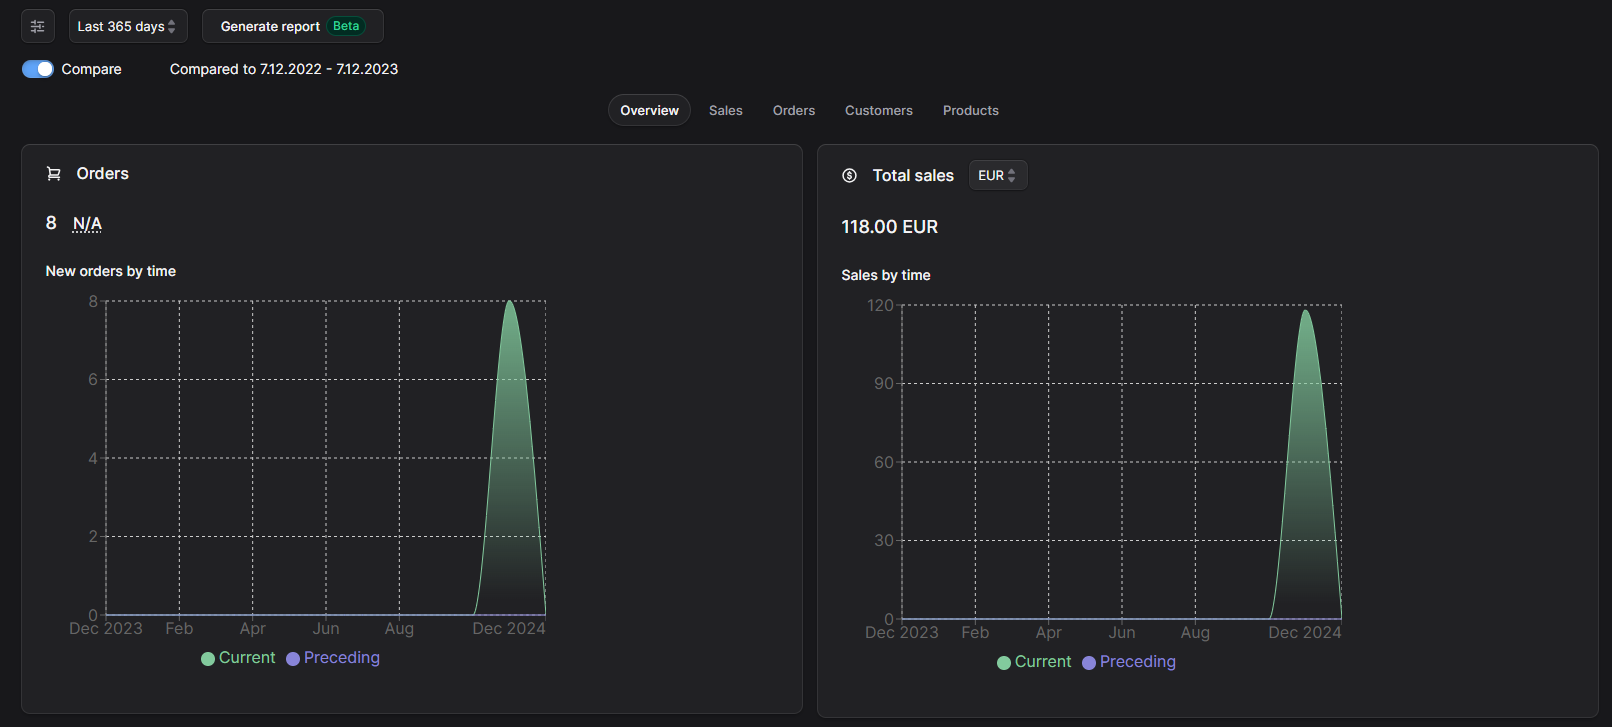 Last 365 days
Generate report Beta
Compare
Compared to 7.12.2022 - 7.12.2023
Overview
Sales
Orders
Customers
Products
Orders
8 N/A
New orders by time
8
6
4
2
0
Dec 2023 Feb Apr Jun Aug Dec 2024
Current Preceding
Total sales EUR
118.00 EUR
Sales by time
120
90
60
30
0
Dec 2023 Feb Apr Jun Aug Dec 2024
Current Preceding